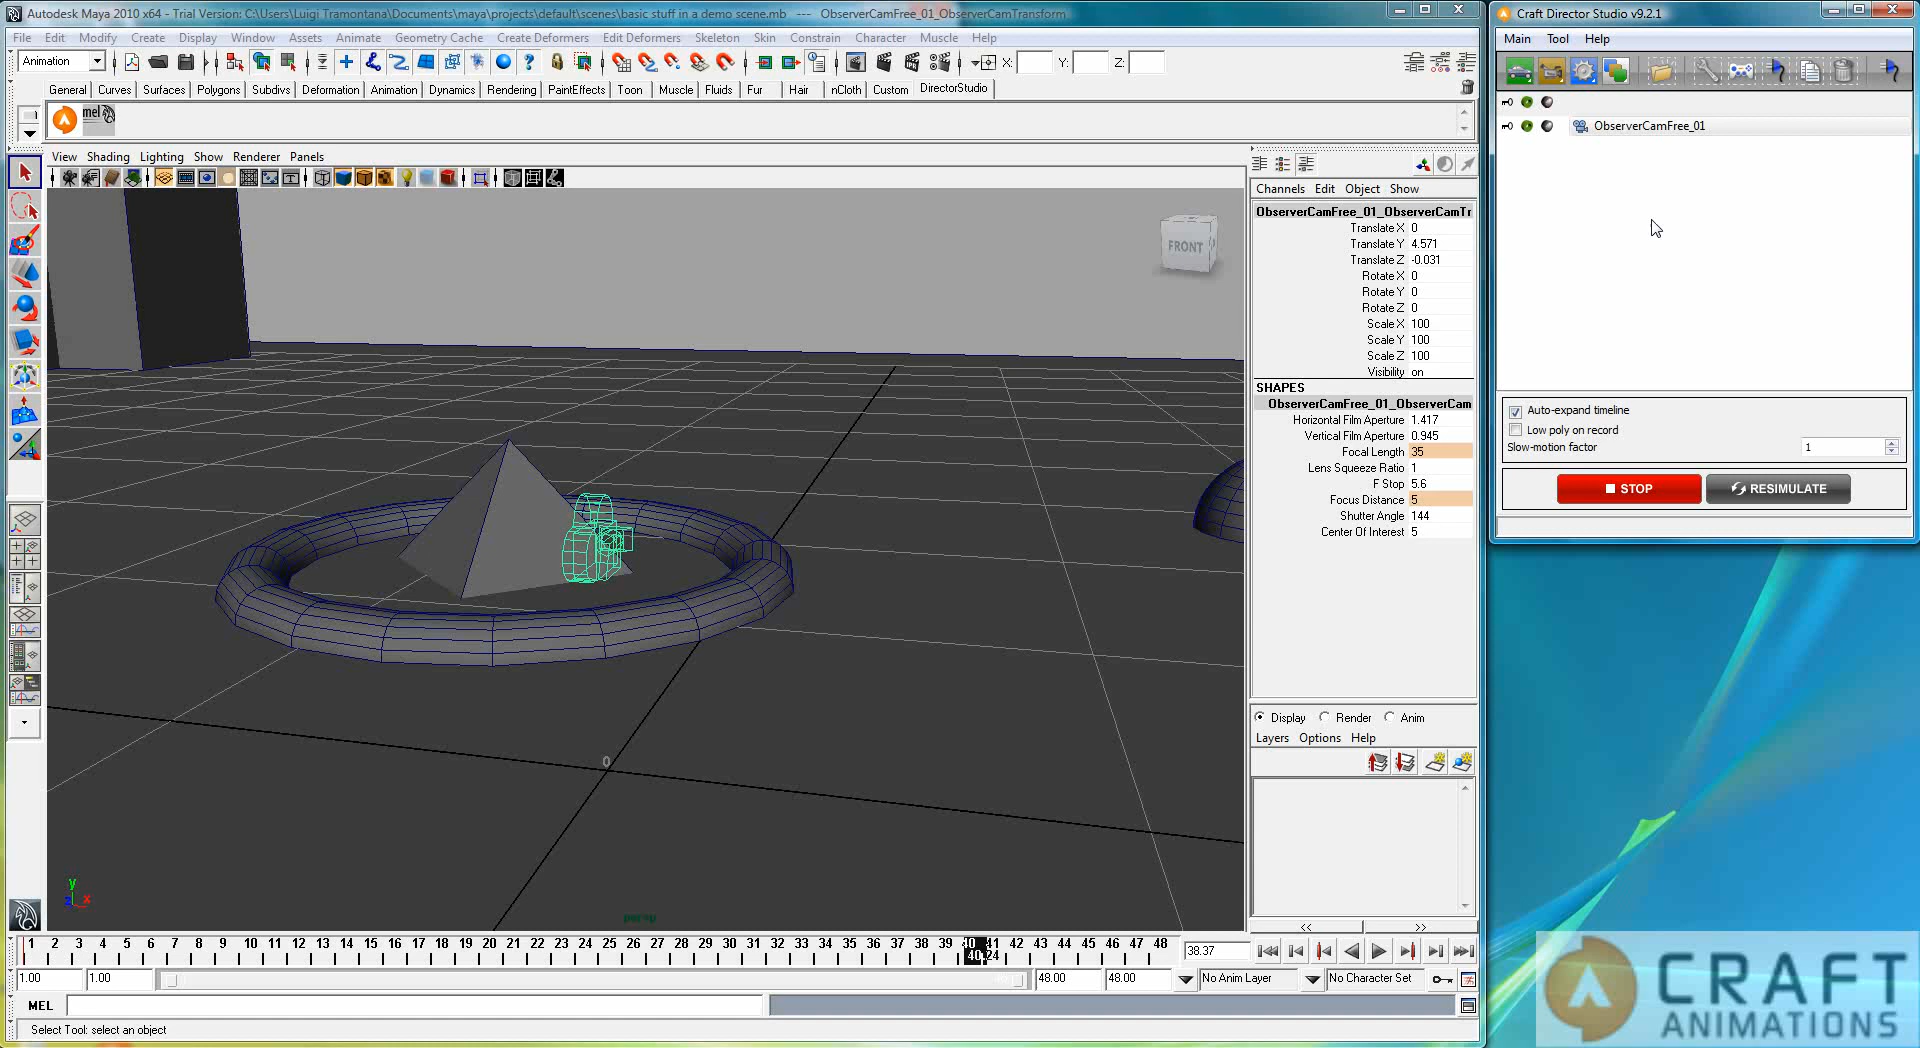 Autodesk Maya 2010 x64 - Trial Version: C:\Users\Luigi Tramontana\Documents\maya\projects\default\scenes\basic stuff in a demo scene.mb --- ObserverCamFree_01_ObserverCamTransform
File Edit Modify Create Display Window Assets Animate Geometry Cache Create Deformers Edit Deformers Skeleton Skin Constrain Character Muscle Help
Animation X: Y: Z:
General Curves Surfaces Polygons Subdivs Deformation Animation Dynamics Rendering PaintEffects Toon Muscle Fluids Fur Hair nCloth Custom DirectorStudio
mel
View Shading Lighting Show Renderer Panels
FRONT
0
y
z x
persp
Channels Edit Object Show
ObserverCamFree_01_ObserverCamTr
Translate X 0
Translate Y 4.571
Translate Z -0.031
Rotate X 0
Rotate Y 0
Rotate Z 0
Scale X 100
Scale Y 100
Scale Z 100
Visibility on
SHAPES
ObserverCamFree_01_ObserverCam
Horizontal Film Aperture 1.417
Vertical Film Aperture 0.945
Focal Length 35
Lens Squeeze Ratio 1
F Stop 5.6
Focus Distance 5
Shutter Angle 144
Center Of Interest 5
Display Render Anim
Layers Options Help
<< >>
1 2 3 4 5 6 7 8 9 10 11 12 13 14 15 16 17 18 19 20 21 22 23 24 25 26 27 28 29 30 31 32 33 34 35 36 37 38 39 40 41 42 43 44 45 46 47 48
38.37
1.00 1.00 48.00 48.00 No Anim Layer No Character Set
MEL
Select Tool: select an object
Craft Director Studio v9.2.1
Main Tool Help
ObserverCamFree_01
Auto-expand timeline
Low poly on record
Slow-motion factor 1
STOP RESIMULATE
CRAFT
ANIMATIONS